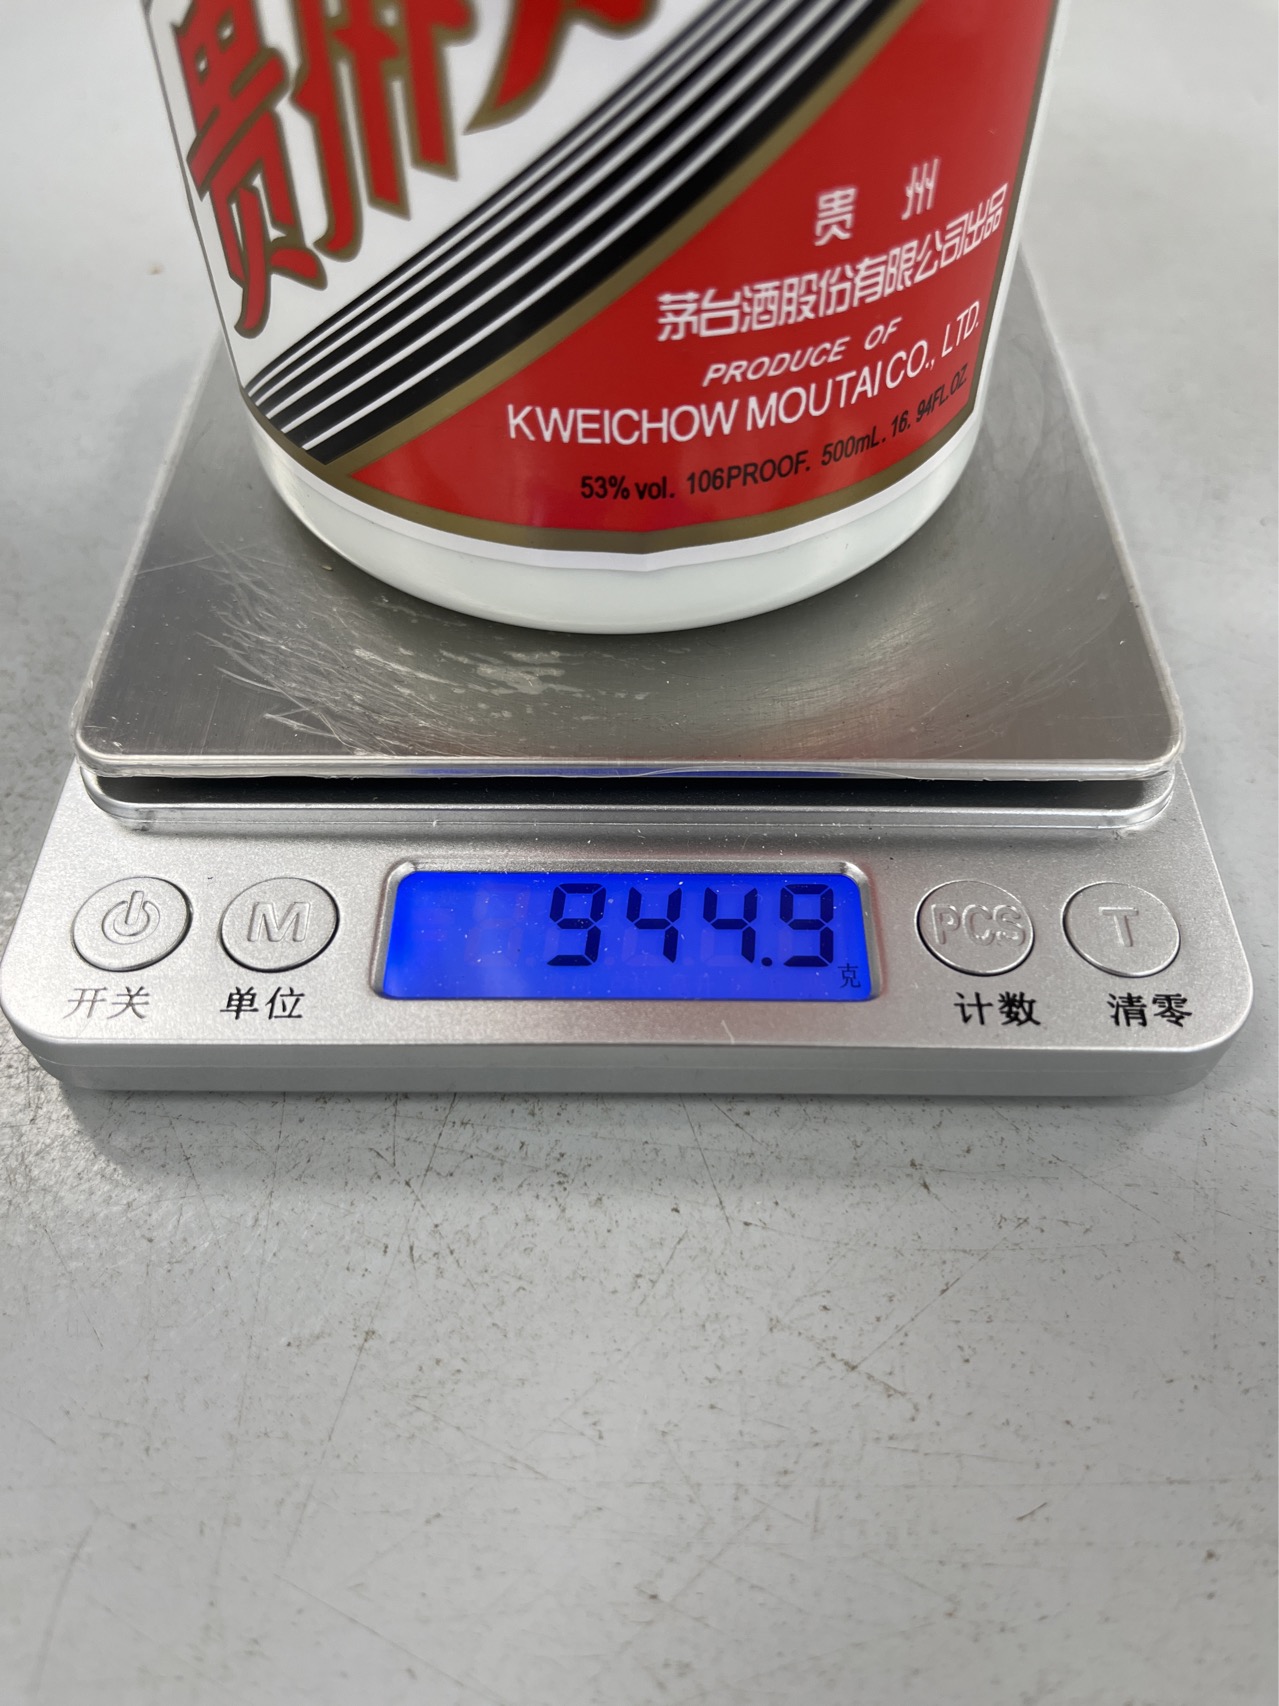 贵州
贵州
茅台酒股份有限公司出品
PRODUCE OF
KWEICHOW MOUTAI CO., LTD.
53% vol. 106PROOF. 500mL. 16. 94FL.OZ
944.9 克
M PCS T
开关 单位 计数 清零